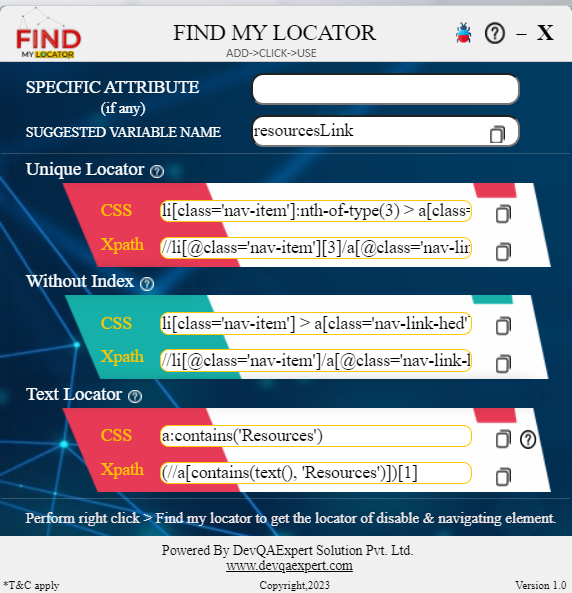 FIND
MY LOCATOR
FIND MY LOCATOR
ADD->CLICK->USE
? – X
SPECIFIC ATTRIBUTE
(if any)
SUGGESTED VARIABLE NAME resourcesLink
Unique Locator ?
CSS li[class='nav-item']:nth-of-type(3) > a[class=
Xpath //li[@class='nav-item'][3]/a[@class='nav-lin
Without Index ?
CSS li[class='nav-item'] > a[class='nav-link-hed'
Xpath //li[@class='nav-item']/a[@class='nav-link-
Text Locator ?
CSS a:contains('Resources') ?
Xpath (//a[contains(text(), 'Resources')])[1]
Perform right click > Find my locator to get the locator of disable & navigating element.
Powered By DevQAExpert Solution Pvt. Ltd.
www.devqaexpert.com
*T&C apply Copyright,2023 Version 1.0